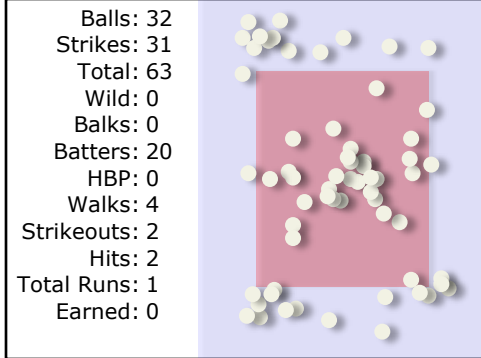 Balls: 32
Strikes: 31
Total: 63
Wild: 0
Balks: 0
Batters: 20
HBP: 0
Walks: 4
Strikeouts: 2
Hits: 2
Total Runs: 1
Earned: 0